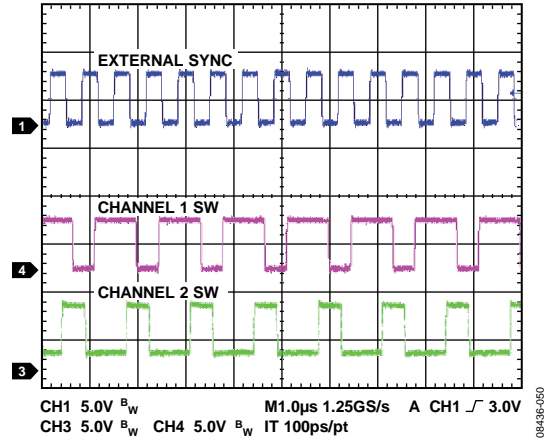 EXTERNAL SYNC
1
CHANNEL 1 SW
4
CHANNEL 2 SW
3
CH1 5.0V BW M1.0µs 1.25GS/s A CH1 3.0V
CH3 5.0V BW CH4 5.0V BW IT 100ps/pt
08436-050